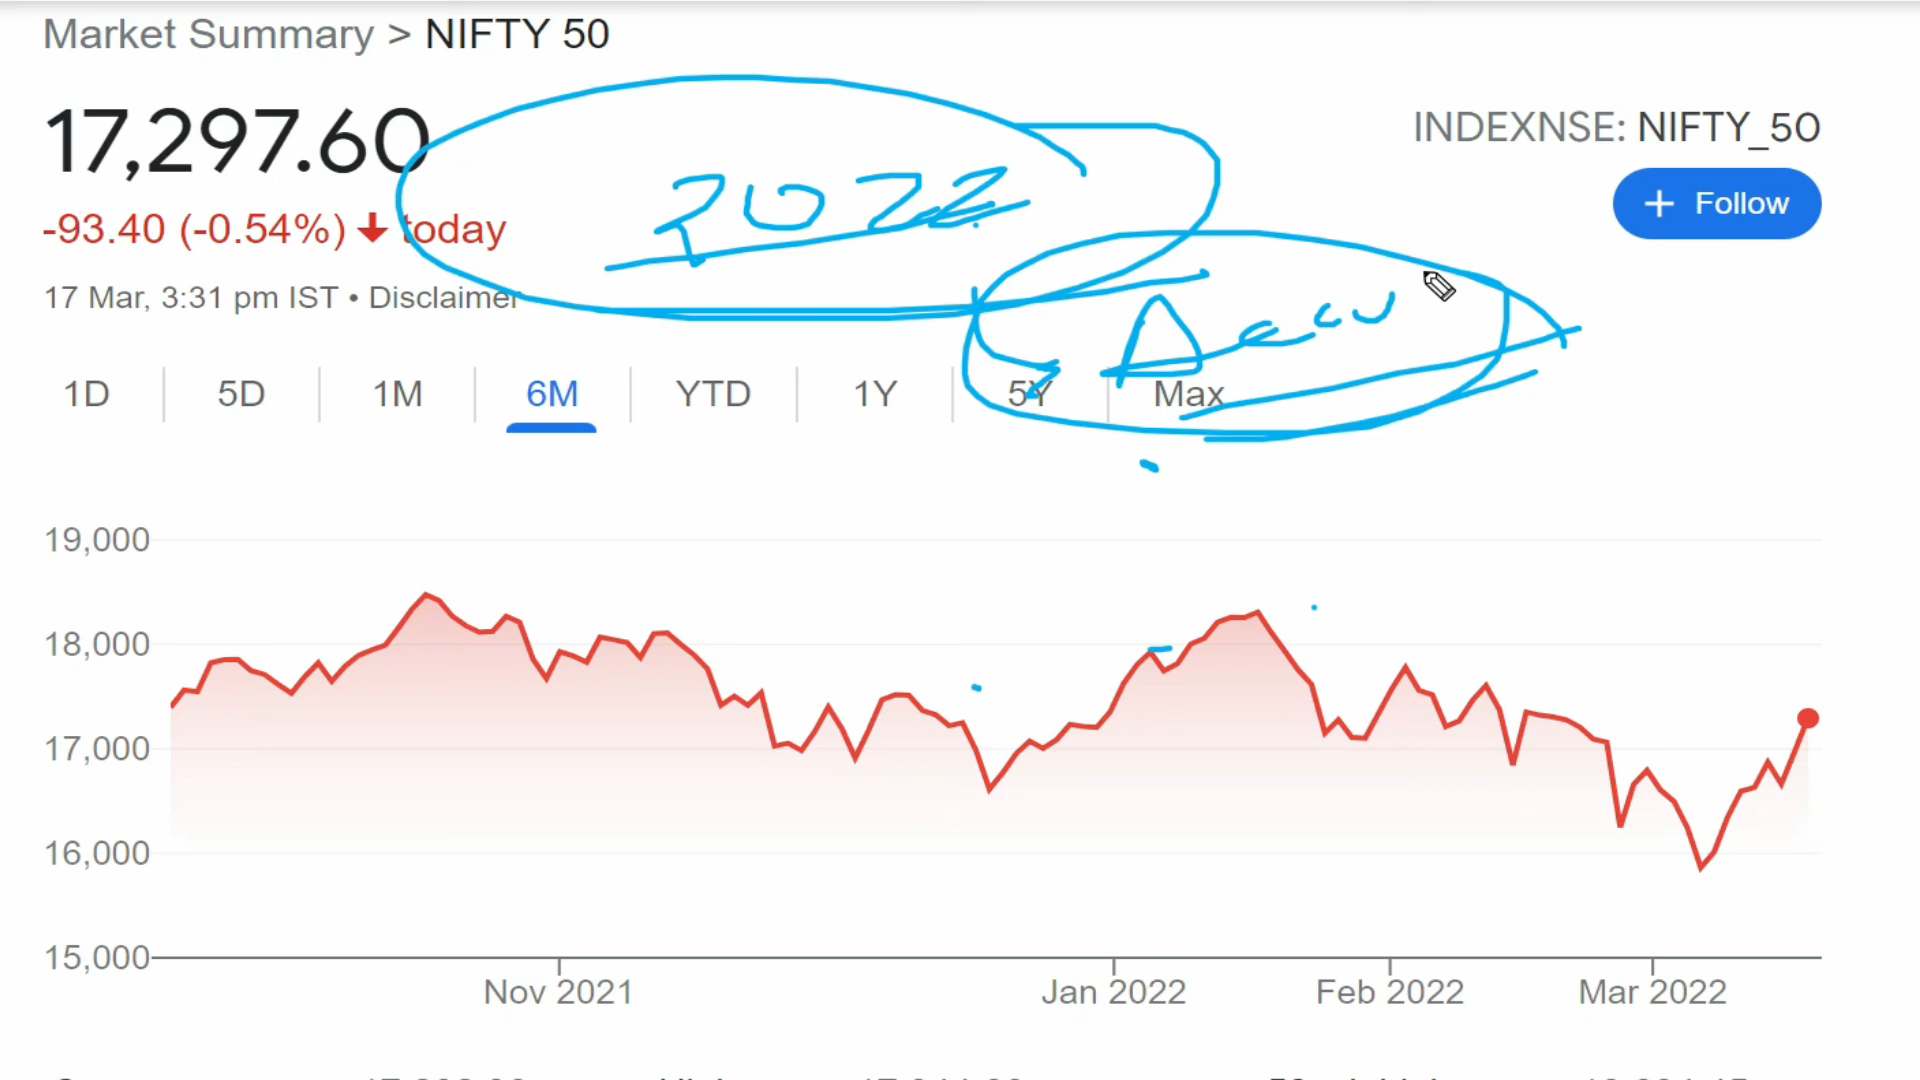 Market Summary > NIFTY 50
17,297.60
INDEXNSE: NIFTY_50
-93.40 (-0.54%) today
+ Follow
2022
17 Mar, 3:31 pm IST • Disclaimer
1D 5D 1M 6M YTD 1Y 5Y Max
19,000
18,000
17,000
16,000
15,000
Nov 2021 Jan 2022 Feb 2022 Mar 2022